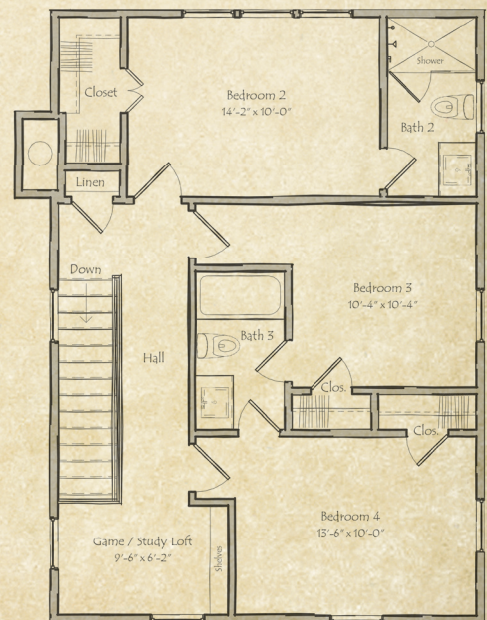 Closet
Bedroom 2
14'-2" x 10'-0"
Shower
Bath 2
Linen
Down
Bedroom 3
10'-4" x 10'-4"
Bath 3
Hall
Clos.
Clos.
Bedroom 4
13'-6" x 10'-0"
Game / Study Loft
9'-6" x 6'-2"
Shelves